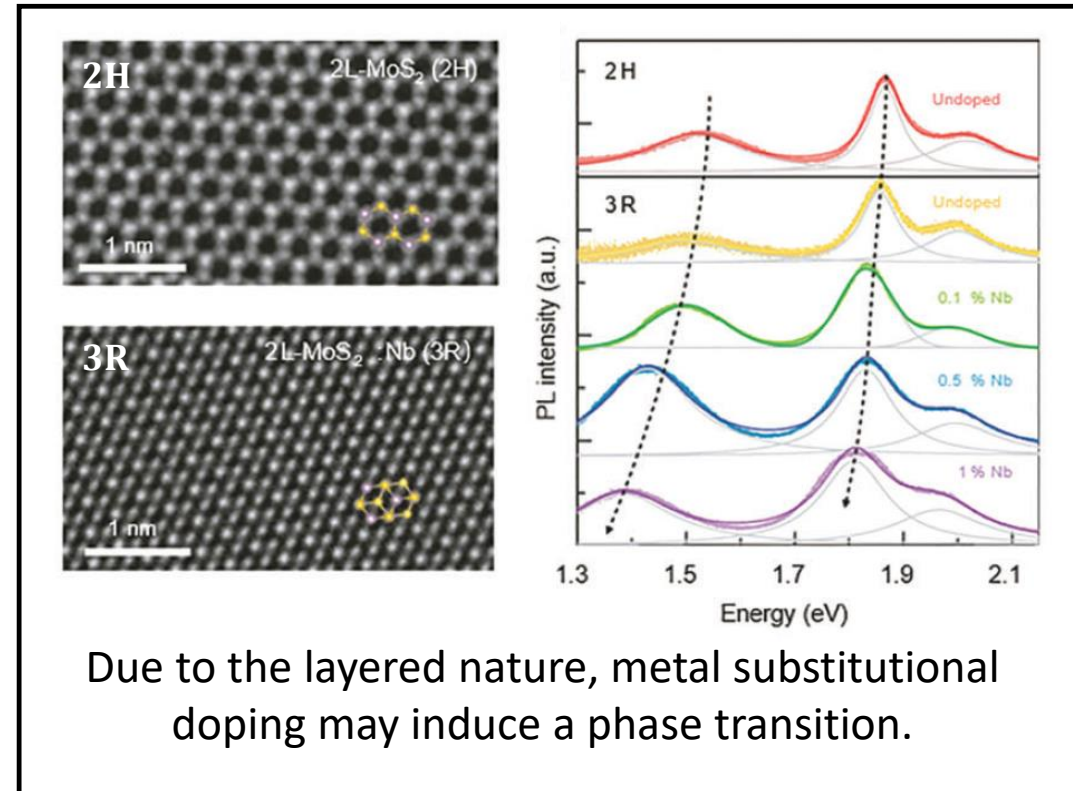 2H
2L-MoS₂ (2H)
1 nm
3R
2L-MoS₂ :Nb (3R)
1 nm
2H
Undoped
3R
Undoped
0.1 % Nb
0.5 % Nb
1% Nb
PL intensity (a.u.)
1.3 1.5 1.7 1.9 2.1
Energy (eV)
Due to the layered nature, metal substitutional
doping may induce a phase transition.